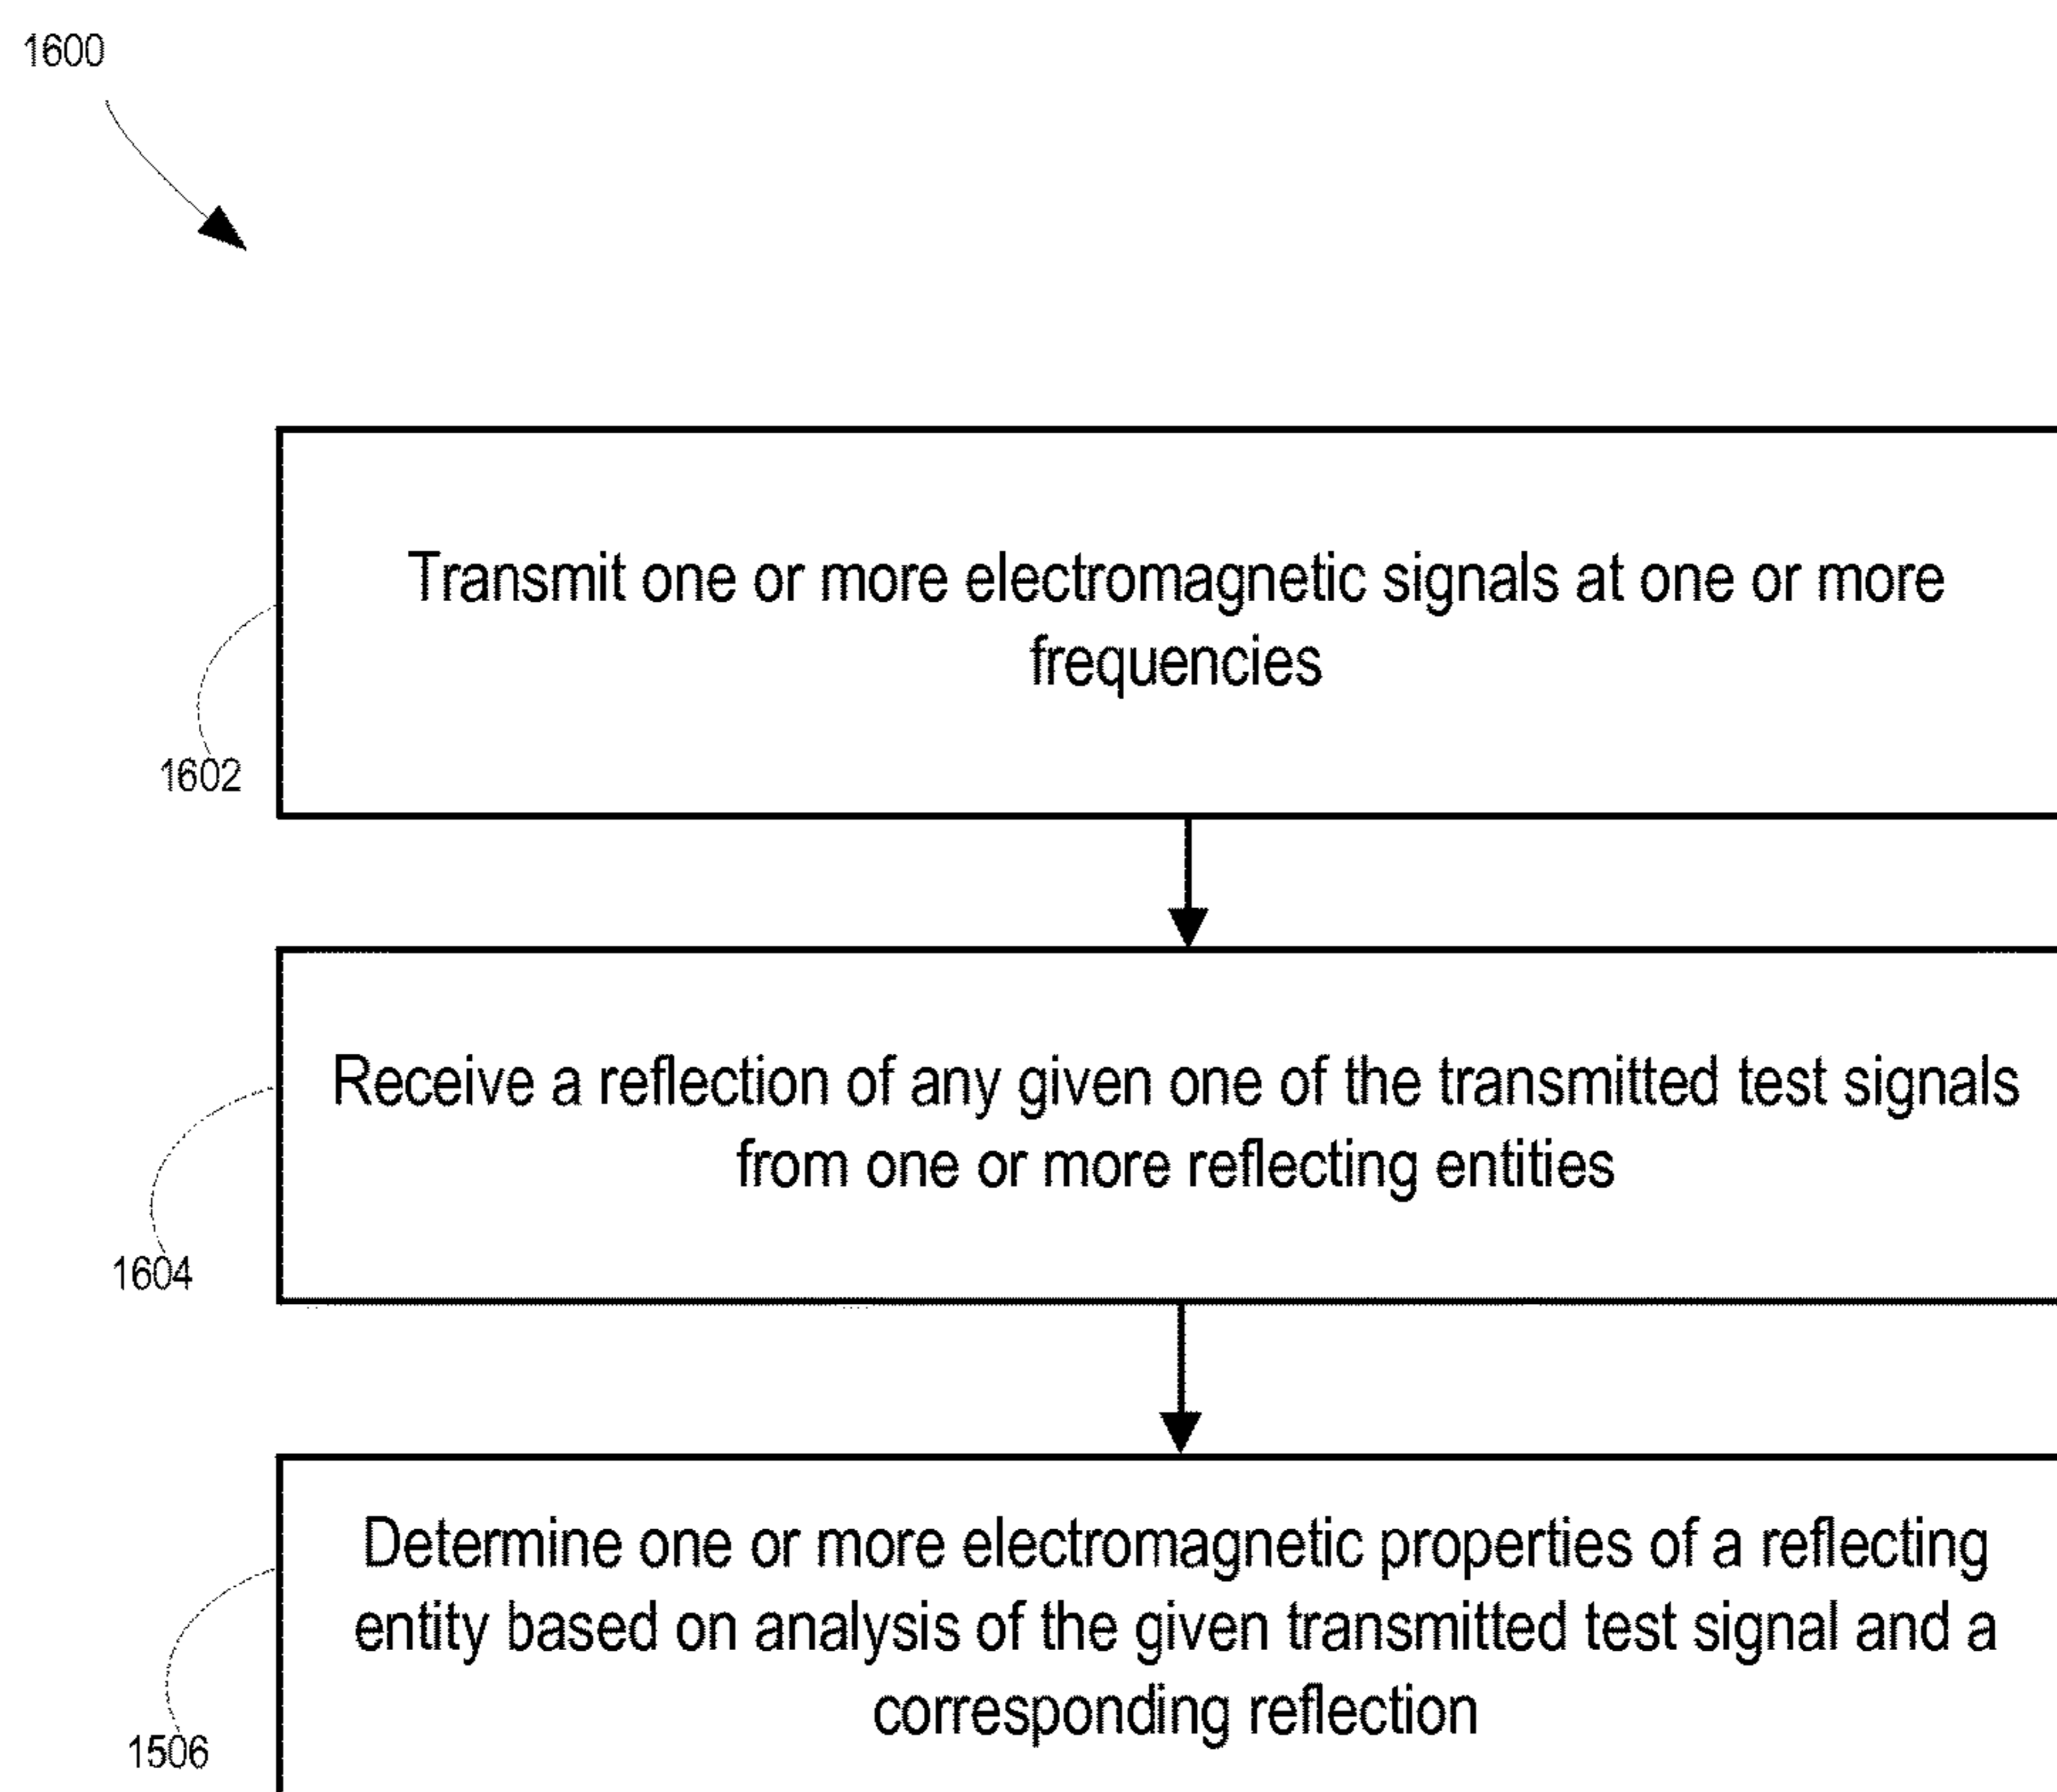 1600
Transmit one or more electromagnetic signals at one or more
frequencies
1602
Receive a reflection of any given one of the transmitted test signals
from one or more reflecting entities
1604
Determine one or more electromagnetic properties of a reflecting
entity based on analysis of the given transmitted test signal and a
corresponding reflection
1506